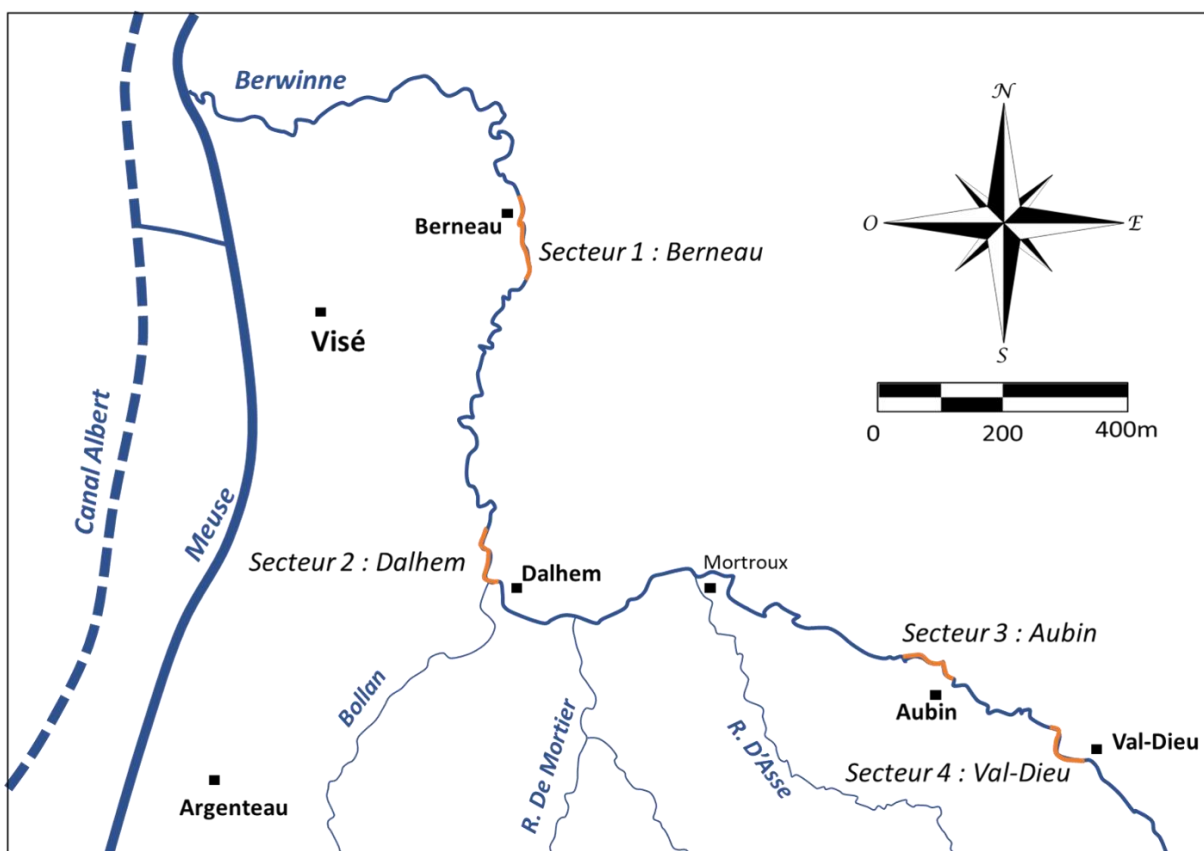 Berwinne
N
Berneau
O
E
Secteur 1 : Berneau
Visé
S
0
200
400m
Canal Albert
Meuse
Secteur 2 : Dalhem
Dalhem
Mortroux
Secteur 3 : Aubin
Bollan
Aubin
R. De Mortier
R. D'Asse
Val-Dieu
Secteur 4 : Val-Dieu
Argenteau